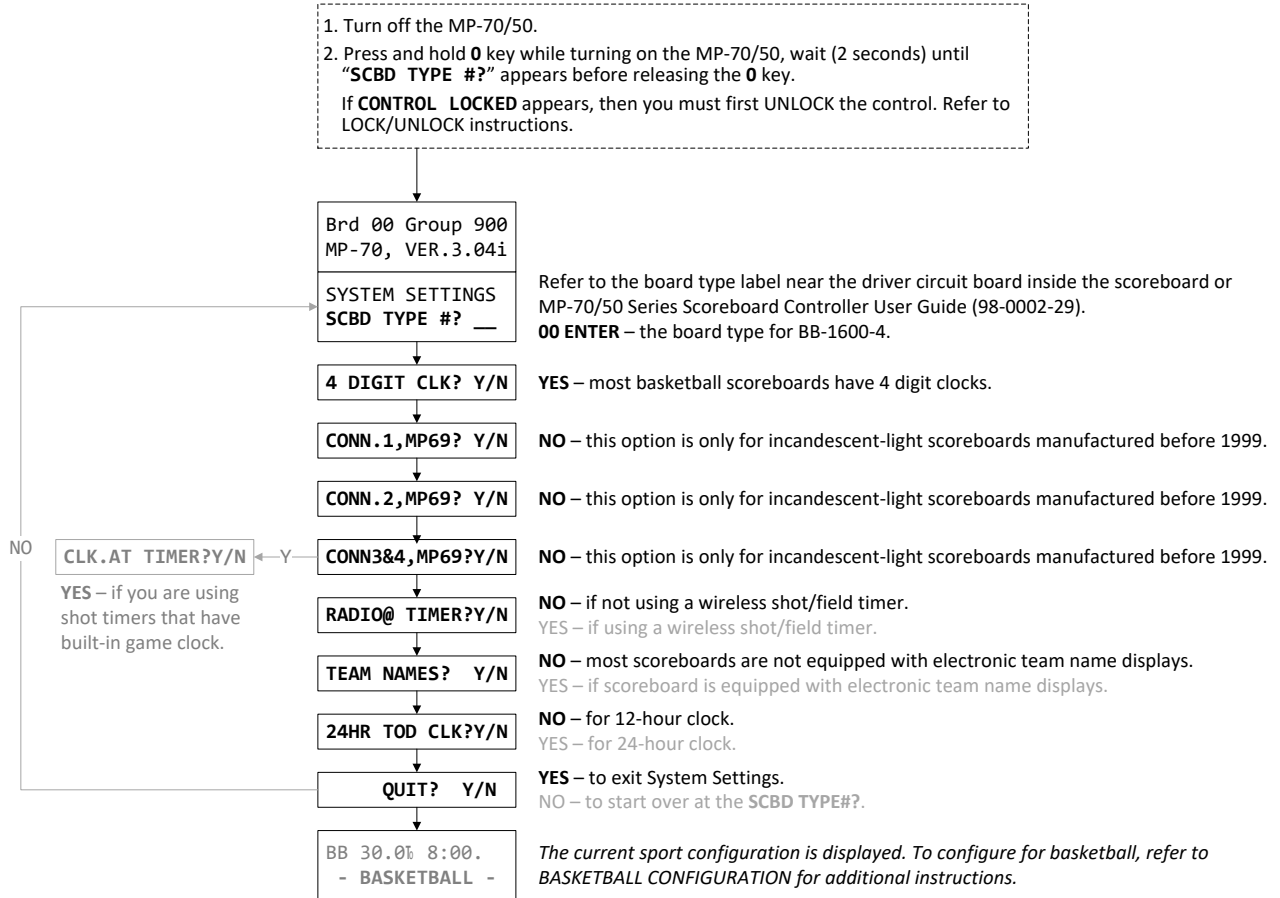 1. Turn off the MP-70/50.
2. Press and hold 0 key while turning on the MP-70/50, wait (2 seconds) until
“SCBD TYPE #?” appears before releasing the 0 key.
If CONTROL LOCKED appears, then you must first UNLOCK the control. Refer to
LOCK/UNLOCK instructions.
Brd 00 Group 900
MP-70, VER.3.04i
SYSTEM SETTINGS
SCBD TYPE #? __
Refer to the board type label near the driver circuit board inside the scoreboard or
MP-70/50 Series Scoreboard Controller User Guide (98-0002-29).
00 ENTER – the board type for BB-1600-4.
4 DIGIT CLK? Y/N
YES – most basketball scoreboards have 4 digit clocks.
CONN.1,MP69? Y/N
NO – this option is only for incandescent-light scoreboards manufactured before 1999.
CONN.2,MP69? Y/N
NO – this option is only for incandescent-light scoreboards manufactured before 1999.
NO
CLK.AT TIMER?Y/N
Y
CONN3&4,MP69?Y/N
NO – this option is only for incandescent-light scoreboards manufactured before 1999.
YES – if you are using
shot timers that have
built-in game clock.
RADIO@ TIMER?Y/N
NO – if not using a wireless shot/field timer.
YES – if using a wireless shot/field timer.
TEAM NAMES? Y/N
NO – most scoreboards are not equipped with electronic team name displays.
YES – if scoreboard is equipped with electronic team name displays.
24HR TOD CLK?Y/N
NO – for 12-hour clock.
YES – for 24-hour clock.
QUIT? Y/N
YES – to exit System Settings.
NO – to start over at the SCBD TYPE#?.
BB 30.0 8:00.
- BASKETBALL -
The current sport configuration is displayed. To configure for basketball, refer to
BASKETBALL CONFIGURATION for additional instructions.